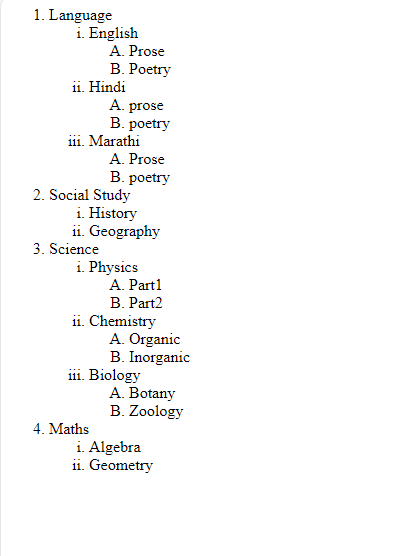 1. Language
i. English
A. Prose
B. Poetry
ii. Hindi
A. prose
B. poetry
iii. Marathi
A. Prose
B. poetry
2. Social Study
i. History
ii. Geography
3. Science
i. Physics
A. Part1
B. Part2
ii. Chemistry
A. Organic
B. Inorganic
iii. Biology
A. Botany
B. Zoology
4. Maths
i. Algebra
ii. Geometry